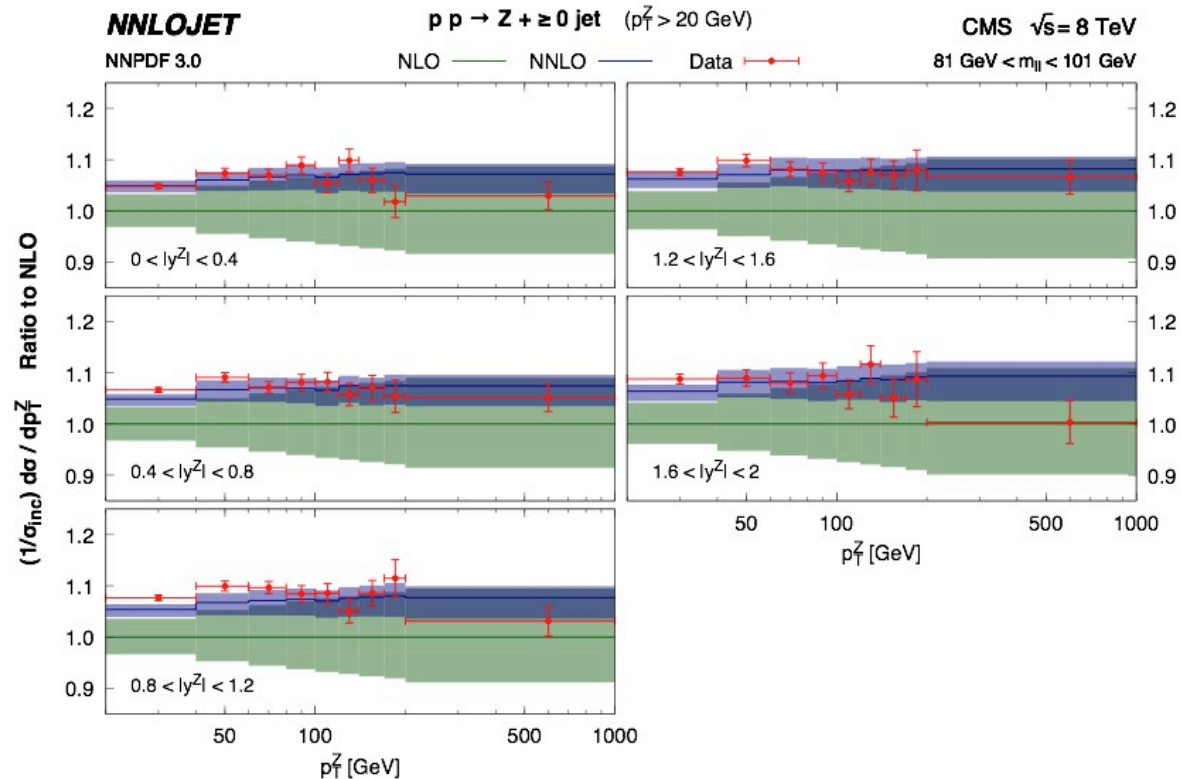 NNLOJET
p p → Z + ≥ 0 jet (p_T^Z > 20 GeV)
CMS √s = 8 TeV
NNPDF 3.0
NLO
NNLO
Data
81 GeV < m_ll < 101 GeV
(1/σ_inc) dσ / dp_T^Z Ratio to NLO
1.2
1.1
1.0
0.9
0 < |y^Z| < 0.4
1.2
1.1
1.0
0.9
1.2 < |y^Z| < 1.6
1.2
1.1
1.0
0.9
0.4 < |y^Z| < 0.8
1.2
1.1
1.0
0.9
1.6 < |y^Z| < 2
50 100 500 1000
p_T^Z [GeV]
1.2
1.1
1.0
0.9
0.8 < |y^Z| < 1.2
50 100 500 1000
p_T^Z [GeV]